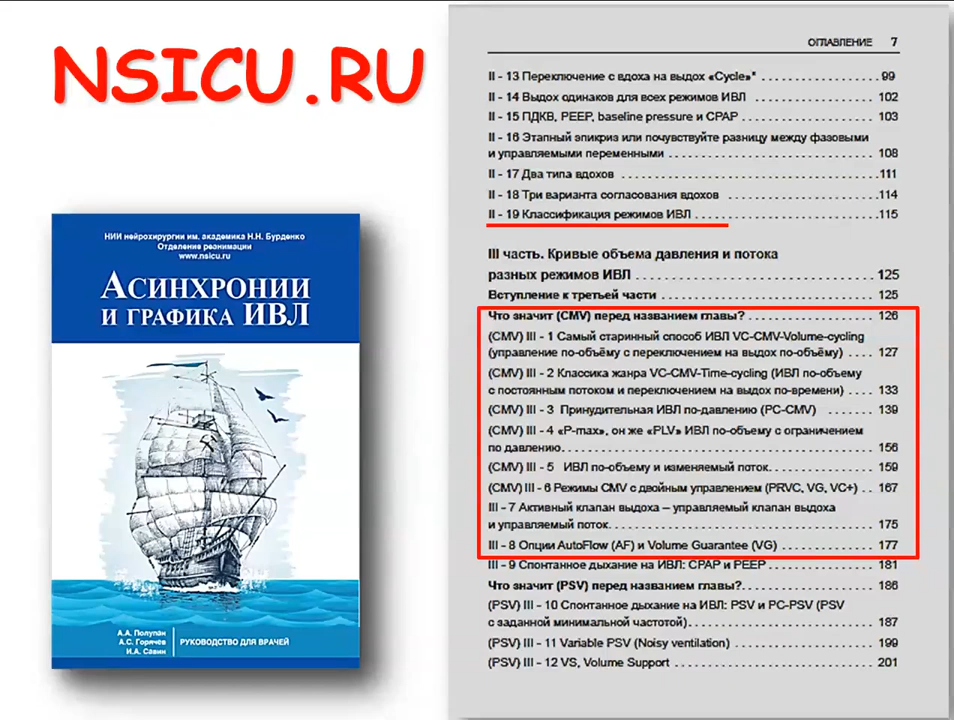 NSICU.RU
НИИ нейрохирургии им. академика Н.Н. Бурденко
Отделение реанимации
www.nsicu.ru
Асинхронии
и графика ИВЛ
А.А. Полупан
А.С. Горячев
И.А. Савин
РУКОВОДСТВО ДЛЯ ВРАЧЕЙ
ОГЛАВЛЕНИЕ 7
II - 13 Переключение с вдоха на выдох «Cycle»* . . . . . . . . . . . . . . . . . . 99
II - 14 Выдох одинаков для всех режимов ИВЛ . . . . . . . . . . . . . . . . . . 102
II - 15 ПДКВ, PEEP, baseline pressure и CPAP . . . . . . . . . . . . . . . . . . . . 103
II - 16 Этапный эпикриз или почувствуйте разницу между фазовыми
и управляемыми переменными . . . . . . . . . . . . . . . . . . . . . . . . . . . . . . 108
II - 17 Два типа вдохов . . . . . . . . . . . . . . . . . . . . . . . . . . . . . . . . . . . . . . 111
II - 18 Три варианта согласования вдохов . . . . . . . . . . . . . . . . . . . . . . . 114
II - 19 Классификация режимов ИВЛ . . . . . . . . . . . . . . . . . . . . . . . . . . . 115
III часть. Кривые объема давления и потока
разных режимов ИВЛ . . . . . . . . . . . . . . . . . . . . . . . . . . . . . . . . . . . 125
Вступление к третьей части . . . . . . . . . . . . . . . . . . . . . . . . . . . . . . . 125
Что значит (CMV) перед названием главы? . . . . . . . . . . . . . . . . . . . 126
(CMV) III - 1 Самый старинный способ ИВЛ VC-CMV-Volume-cycling
(управление по-объёму с переключением на выдох по-объёму) . . . . 127
(CMV) III - 2 Классика жанра VC-CMV-Time-cycling (ИВЛ по-объему
с постоянным потоком и переключением на выдох по-времени) . . . . 133
(CMV) III - 3 Принудительная ИВЛ по-давлению (PC-CMV) . . . . . . . 139
(CMV) III - 4 «P-max», он же «PLV» ИВЛ по-объему с ограничением
по давлению. . . . . . . . . . . . . . . . . . . . . . . . . . . . . . . . . . . . . . . . . . . . 156
(CMV) III - 5 ИВЛ по-объему и изменяемый поток. . . . . . . . . . . . . . . 159
(CMV) III - 6 Режимы CMV с двойным управлением (PRVC, VG, VC+) . . 167
III - 7 Активный клапан выдоха – управляемый клапан выдоха
и управляемый поток. . . . . . . . . . . . . . . . . . . . . . . . . . . . . . . . . . . . . 175
III - 8 Опции AutoFlow (AF) и Volume Guarantee (VG) . . . . . . . . . . . . . . 177
III - 9 Спонтанное дыхание на ИВЛ: CPAP и PEEP . . . . . . . . . . . . . . . . 181
Что значит (PSV) перед названием главы?. . . . . . . . . . . . . . . . . . . . 186
(PSV) III - 10 Спонтанное дыхание на ИВЛ: PSV и PC-PSV (PSV
с заданной минимальной частотой). . . . . . . . . . . . . . . . . . . . . . . . . . . 187
(PSV) III - 11 Variable PSV (Noisy ventilation) . . . . . . . . . . . . . . . . . . . . . 199
(PSV) III - 12 VS, Volume Support . . . . . . . . . . . . . . . . . . . . . . . . . . . . . 201